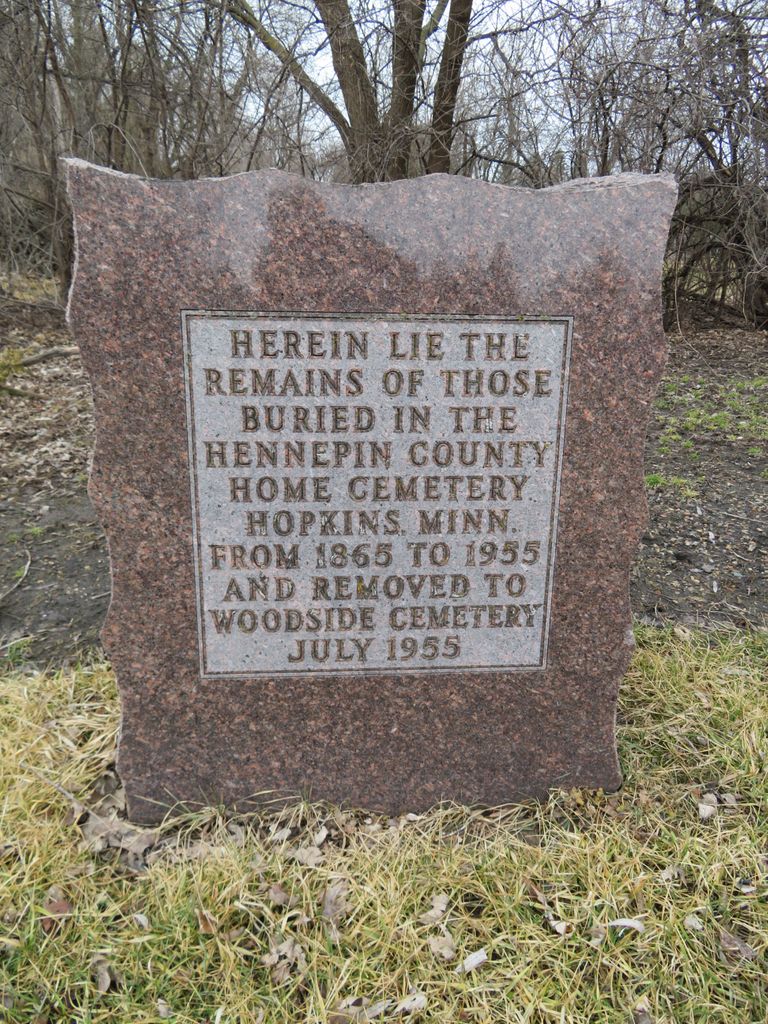 HEREIN LIE THE
REMAINS OF THOSE
BURIED IN THE
HENNEPIN COUNTY
HOME CEMETERY
HOPKINS, MINN.
FROM 1865 TO 1955
AND REMOVED TO
WOODSIDE CEMETERY
JULY 1955